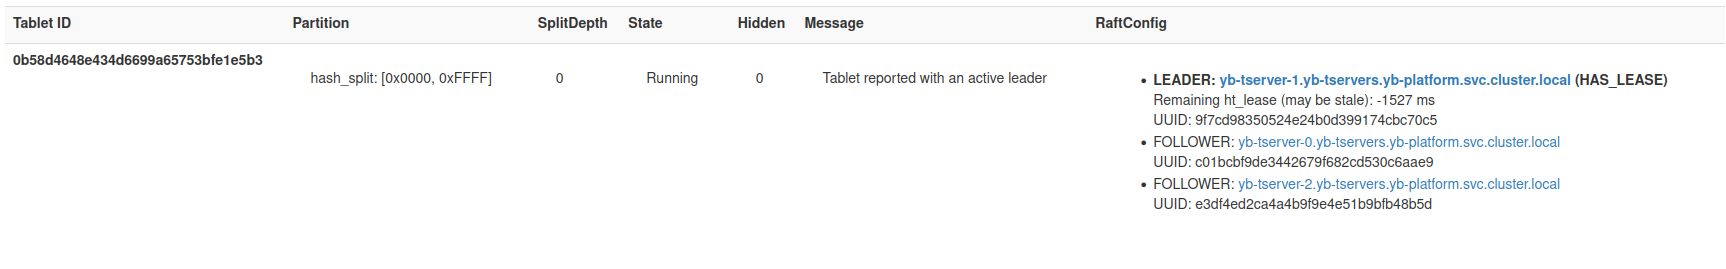 Tablet ID Partition SplitDepth State Hidden Message RaftConfig
0b58d4648e434d6699a65753bfe1e5b3
hash_split: [0x0000, 0xFFFF] 0 Running 0 Tablet reported with an active leader
• LEADER: yb-tserver-1.yb-tservers.yb-platform.svc.cluster.local (HAS_LEASE)
Remaining ht_lease (may be stale): -1527 ms
UUID: 9f7cd98350524e24b0d399174cbc70c5
• FOLLOWER: yb-tserver-0.yb-tservers.yb-platform.svc.cluster.local
UUID: c01bcbf9de3442679f682cd530c6aae9
• FOLLOWER: yb-tserver-2.yb-tservers.yb-platform.svc.cluster.local
UUID: e3df4ed2ca4a4b9f9e4e51b9bfb48b5d